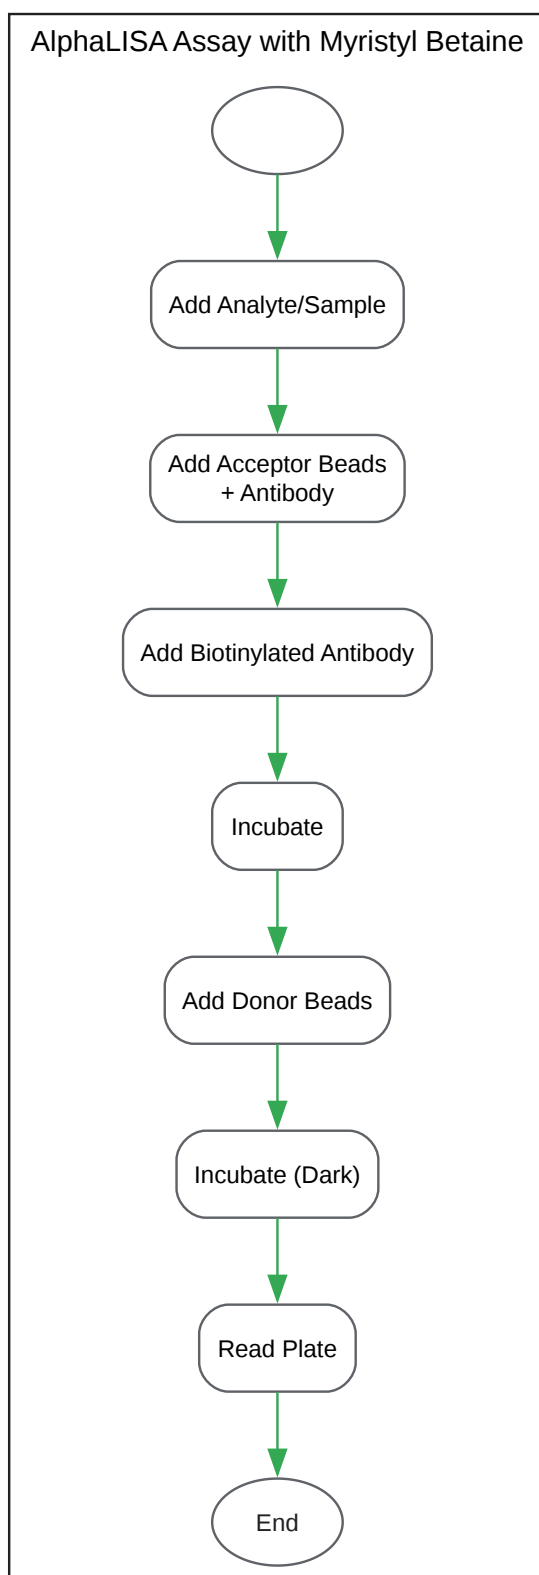 AlphaLISA Assay with Myristyl Betaine
Add Analyte/Sample
Add Acceptor Beads
+ Antibody
Add Biotinylated Antibody
Incubate
Add Donor Beads
Incubate (Dark)
Read Plate
End